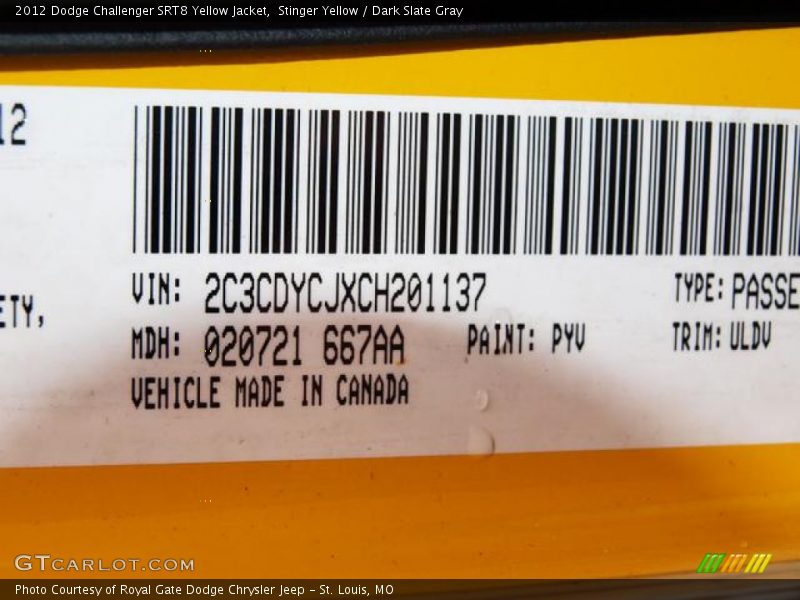 2012 Dodge Challenger SRT8 Yellow Jacket, Stinger Yellow / Dark Slate Gray
12
VIN: 2C3CDYCJXCH201137 TYPE: PASSE
ETY,
MDH: 020721 667AA PAINT: PYV TRIM: ULDV
VEHICLE MADE IN CANADA
GTCARLOT.COM
Photo Courtesy of Royal Gate Dodge Chrysler Jeep - St. Louis, MO